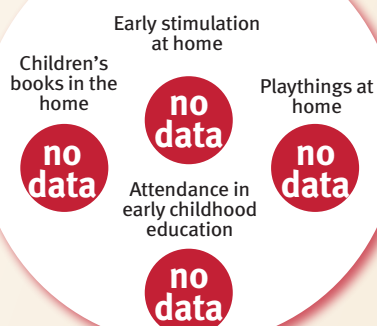 Early stimulation
at home
no
data
Children’s
books in the
home
no
data
Playthings at
home
no
data
Attendance in
early childhood
education
no
data